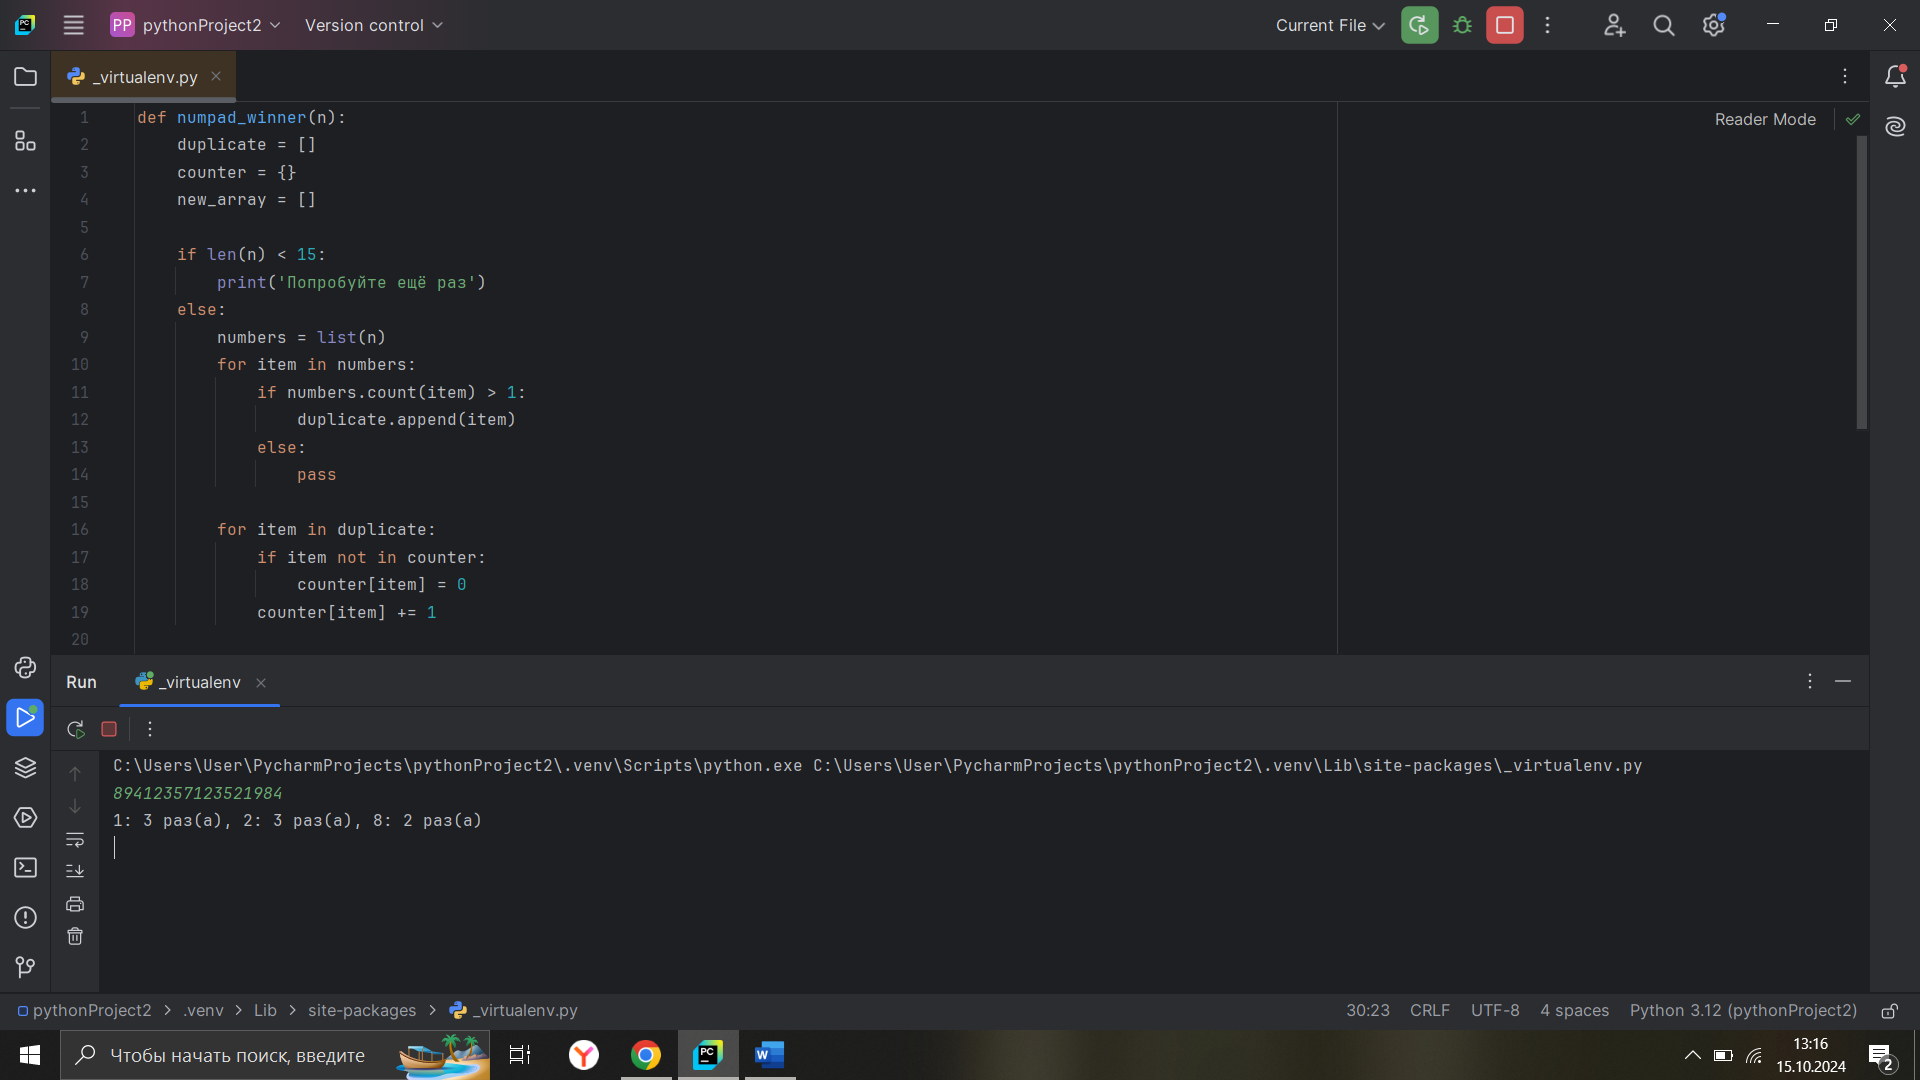 PP pythonProject2 Version control Current File
_virtualenv.py
Reader Mode
1 def numpad_winner(n):
2 duplicate = []
3 counter = {}
4 new_array = []
5
6 if len(n) < 15:
7 print('Попробуйте ещё раз')
8 else:
9 numbers = list(n)
10 for item in numbers:
11 if numbers.count(item) > 1:
12 duplicate.append(item)
13 else:
14 pass
15
16 for item in duplicate:
17 if item not in counter:
18 counter[item] = 0
19 counter[item] += 1
20
Run _virtualenv
C:\Users\User\PycharmProjects\pythonProject2\.venv\Scripts\python.exe C:\Users\User\PycharmProjects\pythonProject2\.venv\Lib\site-packages\_virtualenv.py
89412357123521984
1: 3 раз(а), 2: 3 раз(а), 8: 2 раз(а)
pythonProject2 > .venv > Lib > site-packages > _virtualenv.py 30:23 CRLF UTF-8 4 spaces Python 3.12 (pythonProject2)
Чтобы начать поиск, введите
13:16
15.10.2024
2